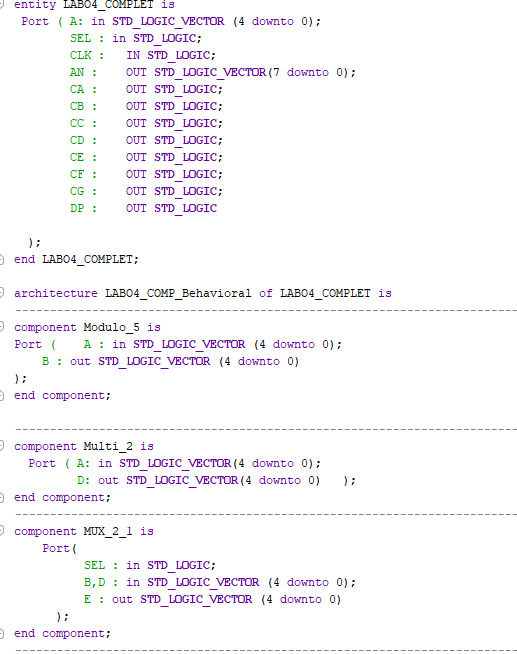 entity LABO4_COMPLET is
Port ( A: in STD_LOGIC_VECTOR (4 downto 0);
SEL : in STD_LOGIC;
CLK : IN STD_LOGIC;
AN : OUT STD_LOGIC_VECTOR(7 downto 0);
CA : OUT STD_LOGIC;
CB : OUT STD_LOGIC;
CC : OUT STD_LOGIC;
CD : OUT STD_LOGIC;
CE : OUT STD_LOGIC;
CF : OUT STD_LOGIC;
CG : OUT STD_LOGIC;
DP : OUT STD_LOGIC
);
end LABO4_COMPLET;
architecture LABO4_COMP_Behavioral of LABO4_COMPLET is
--------------------------------------------------------------------------------
component Modulo_5 is
Port ( A : in STD_LOGIC_VECTOR (4 downto 0);
B : out STD_LOGIC_VECTOR (4 downto 0)
);
end component;
--------------------------------------------------------------------------------
component Multi_2 is
Port ( A: in STD_LOGIC_VECTOR(4 downto 0);
D: out STD_LOGIC_VECTOR(4 downto 0) );
end component;
--------------------------------------------------------------------------------
component MUX_2_1 is
Port(
SEL : in STD_LOGIC;
B,D : in STD_LOGIC_VECTOR (4 downto 0);
E : out STD_LOGIC_VECTOR (4 downto 0)
);
end component;
--------------------------------------------------------------------------------